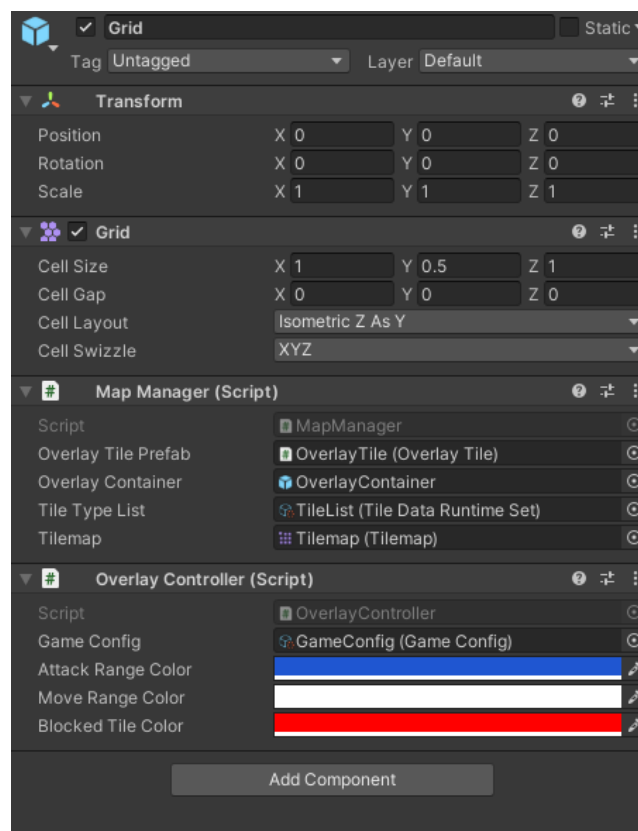 Grid Static
Tag Untagged Layer Default
Transform
Position X 0 Y 0 Z 0
Rotation X 0 Y 0 Z 0
Scale X 1 Y 1 Z 1
Grid
Cell Size X 1 Y 0.5 Z 1
Cell Gap X 0 Y 0 Z 0
Cell Layout Isometric Z As Y
Cell Swizzle XYZ
# Map Manager (Script)
Script MapManager
Overlay Tile Prefab OverlayTile (Overlay Tile)
Overlay Container OverlayContainer
Tile Type List TileList (Tile Data Runtime Set)
Tilemap Tilemap (Tilemap)
# Overlay Controller (Script)
Script OverlayController
Game Config GameConfig (Game Config)
Attack Range Color
Move Range Color
Blocked Tile Color
Add Component